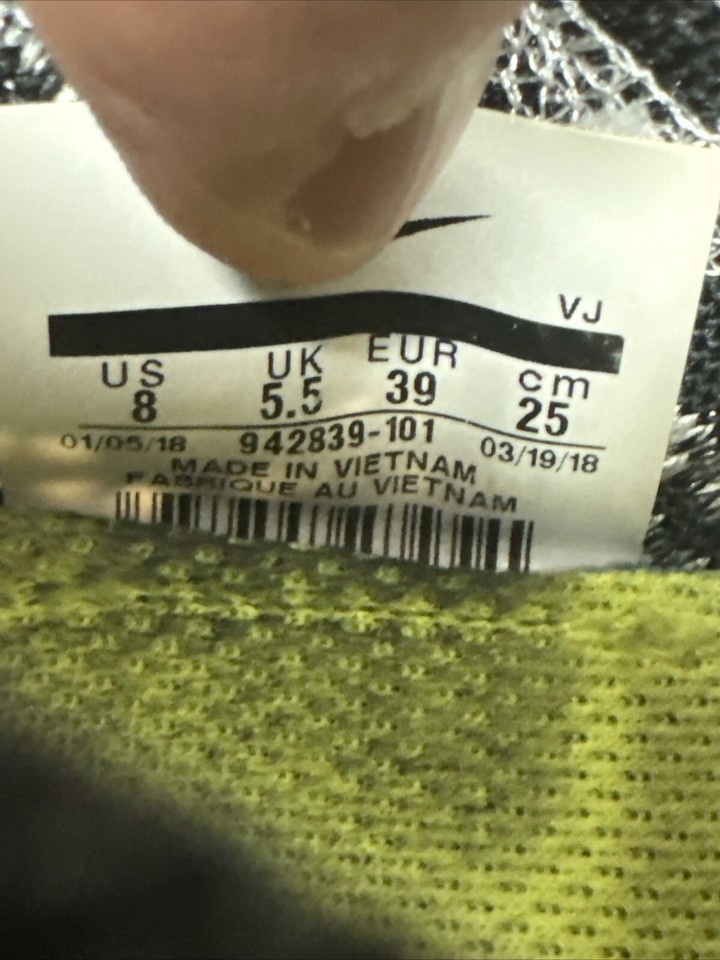 VJ
US UK EUR cm
8 5.5 39 25
01/05/18 942839-101 03/19/18
MADE IN VIETNAM
FABRIQUE AU VIETNAM